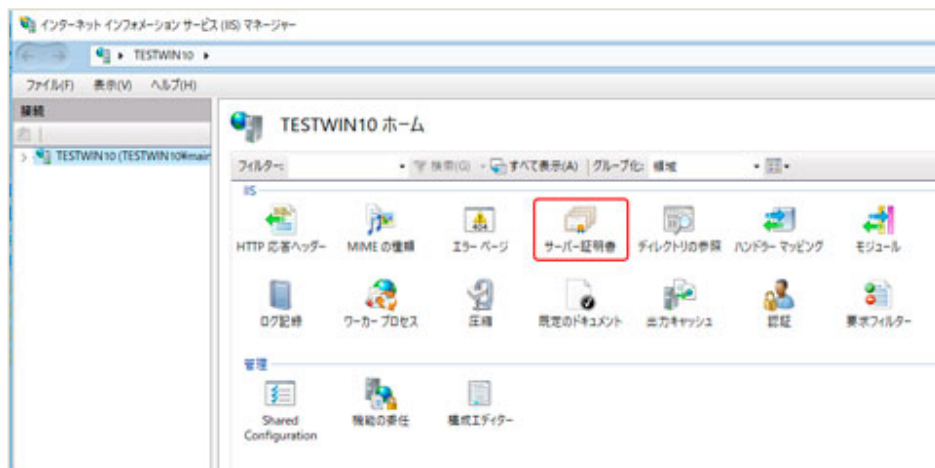 インターネット インフォメーション サービス (IIS) マネージャー
TESTWIN10
ファイル(F) 表示(V) ヘルプ(H)
接続
TESTWIN10 (TESTWIN10¥main
TESTWIN10 ホーム
フィルター: 検索(G) すべて表示(A) グループ化: 領域
IIS
HTTP 応答ヘッダー MIME の種類 エラー ページ サーバー証明書 ディレクトリの参照 ハンドラー マッピング モジュール
404
ログ記録 ワーカー プロセス 圧縮 既定のドキュメント 出力キャッシュ 認証 要求フィルター
管理
Shared 機能の委任 構成エディター
Configuration